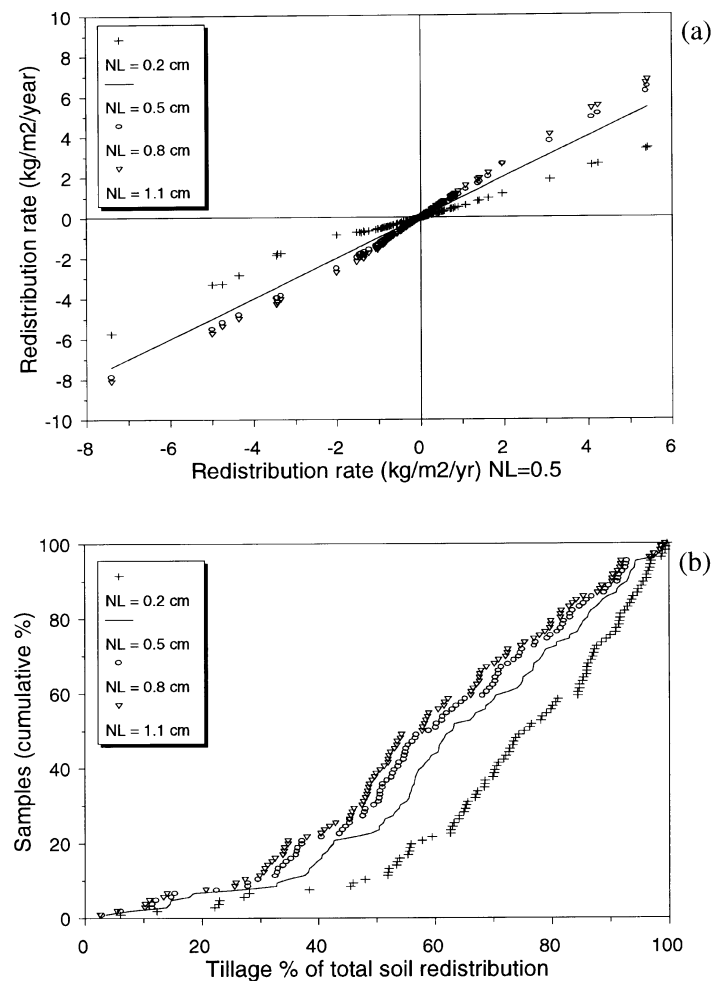 (a)
Redistribution rate (kg/m2/year)
10
8
6
4
2
0
-2
-4
-6
-8
-10
NL = 0.2 cm
NL = 0.5 cm
NL = 0.8 cm
NL = 1.1 cm
-8 -6 -4 -2 0 2 4 6
Redistribution rate (kg/m2/yr) NL=0.5
(b)
Samples (cumulative %)
100
80
60
40
20
0
NL = 0.2 cm
NL = 0.5 cm
NL = 0.8 cm
NL = 1.1 cm
0 20 40 60 80 100
Tillage % of total soil redistribution